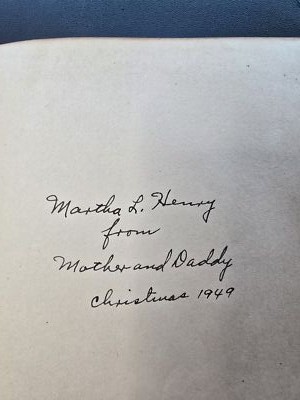 Martha L. Henry
from
Mother and Daddy
Christmas 1949